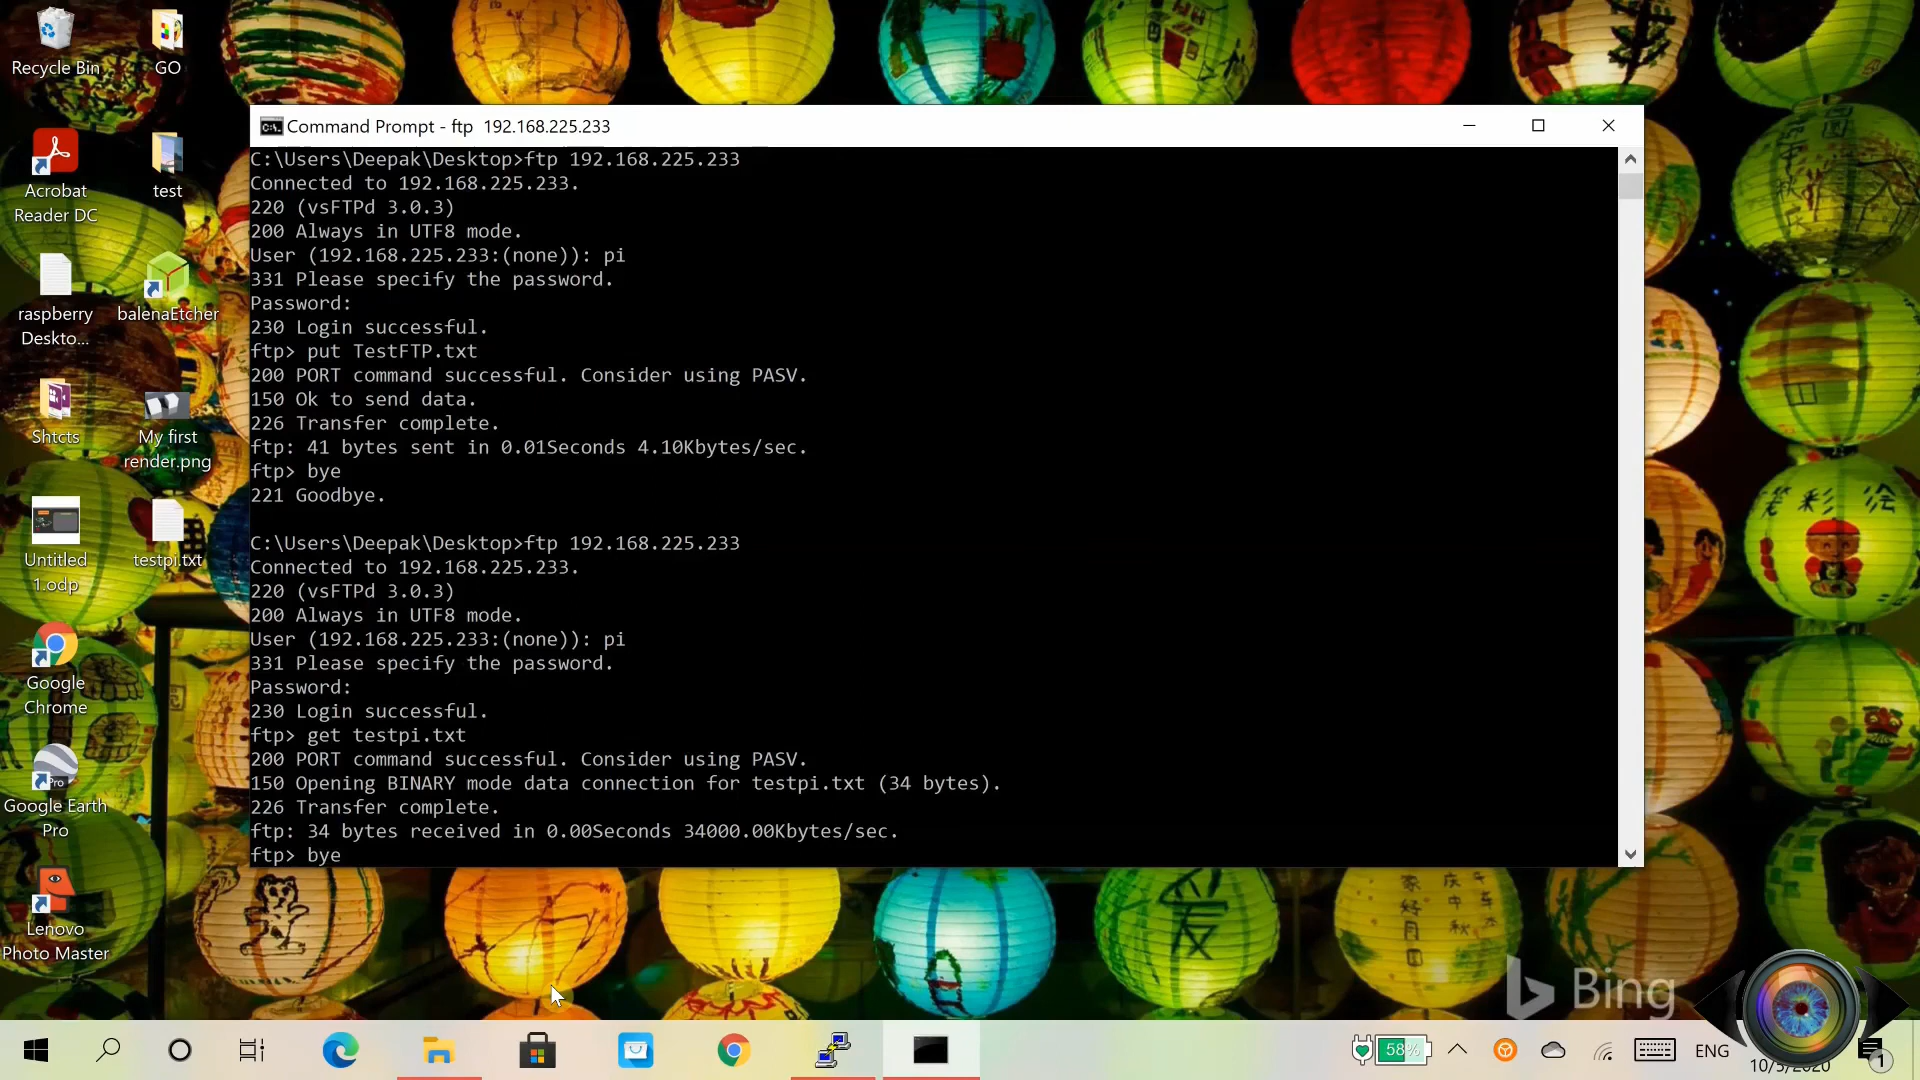 Recycle Bin
GO
Acrobat
Reader DC
test
raspberry
Deskto...
balenaEtcher
Shtcts
My first
render.png
Untitled
1.odp
testpi.txt
Google
Chrome
Google Earth
Pro
Lenovo
Photo Master
Command Prompt - ftp  192.168.225.233
C:\Users\Deepak\Desktop>ftp 192.168.225.233
Connected to 192.168.225.233.
220 (vsFTPd 3.0.3)
200 Always in UTF8 mode.
User (192.168.225.233:(none)): pi
331 Please specify the password.
Password:
230 Login successful.
ftp> put TestFTP.txt
200 PORT command successful. Consider using PASV.
150 Ok to send data.
226 Transfer complete.
ftp: 41 bytes sent in 0.01Seconds 4.10Kbytes/sec.
ftp> bye
221 Goodbye.
C:\Users\Deepak\Desktop>ftp 192.168.225.233
Connected to 192.168.225.233.
220 (vsFTPd 3.0.3)
200 Always in UTF8 mode.
User (192.168.225.233:(none)): pi
331 Please specify the password.
Password:
230 Login successful.
ftp> get testpi.txt
200 PORT command successful. Consider using PASV.
150 Opening BINARY mode data connection for testpi.txt (34 bytes).
226 Transfer complete.
ftp: 34 bytes received in 0.00Seconds 34000.00Kbytes/sec.
ftp> bye
Bing
58%
ENG
10/5/2020
1